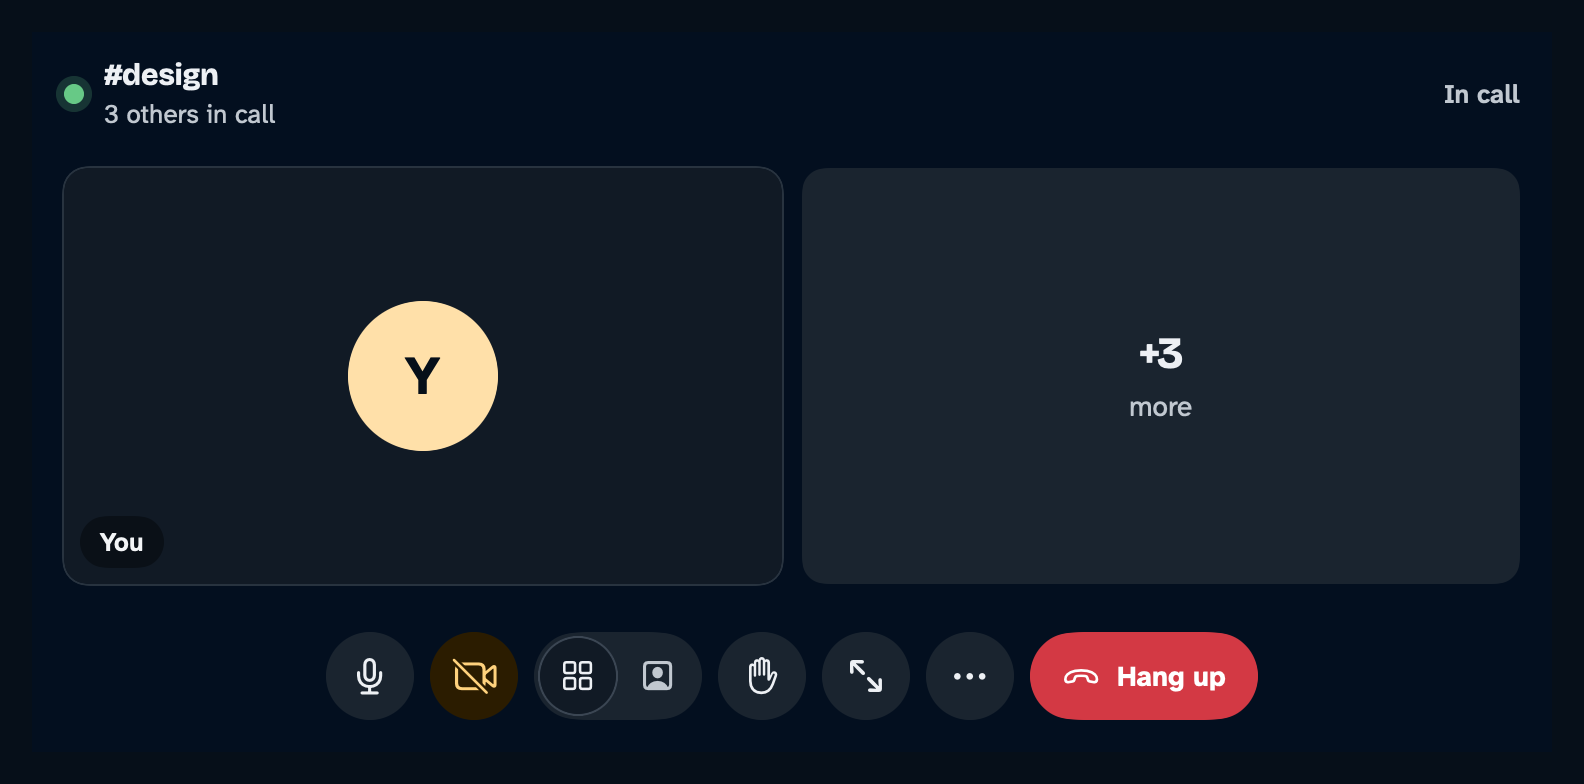 #design
3 others in call
In call
Y
You
+3
more
Hang up